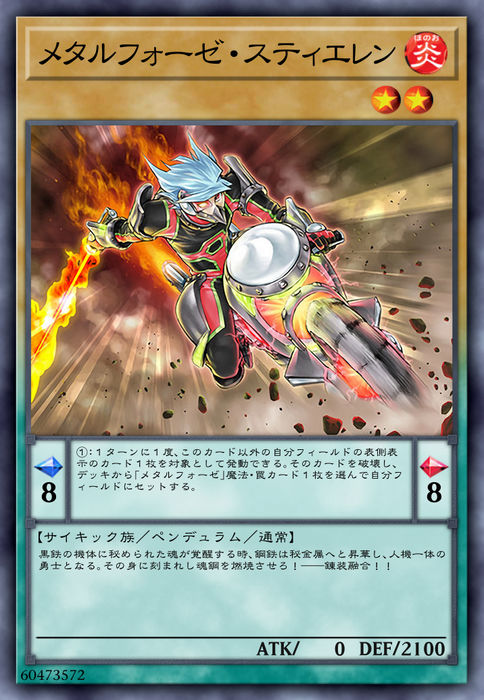 メタルフォーゼ・スティエレン
ほのお
炎
①:1ターンに1度、このカード以外の自分フィールドの表側表
示のカード1枚を対象として発動できる。そのカードを破壊し、
デッキから「メタルフォーゼ」魔法・罠カード1枚を選んで自分フ
ィールドにセットする。
8
8
【サイキック族/ペンデュラム/通常】
黒鉄の機体に秘められた魂が覚醒する時、鋼鉄は秘金属へと昇華し、人機一体の
勇士となる。その身に刻まれし魂鋼を燃焼させろ!――錬装融合!!
ATK/ 0 DEF/2100
60473572